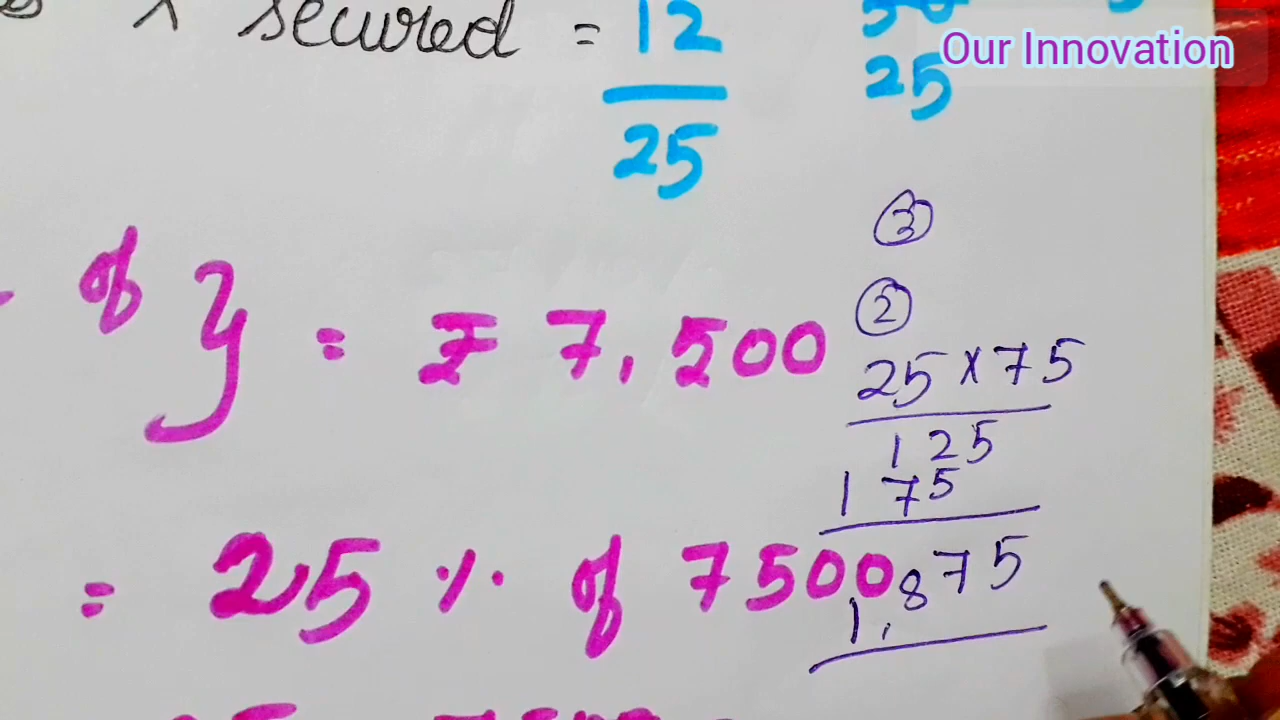 X secured = 12
25
25
Our Innovation
of } = ₹ 7,500
3
2
25 X 75
125
175
1,875
= 25 % of 7500